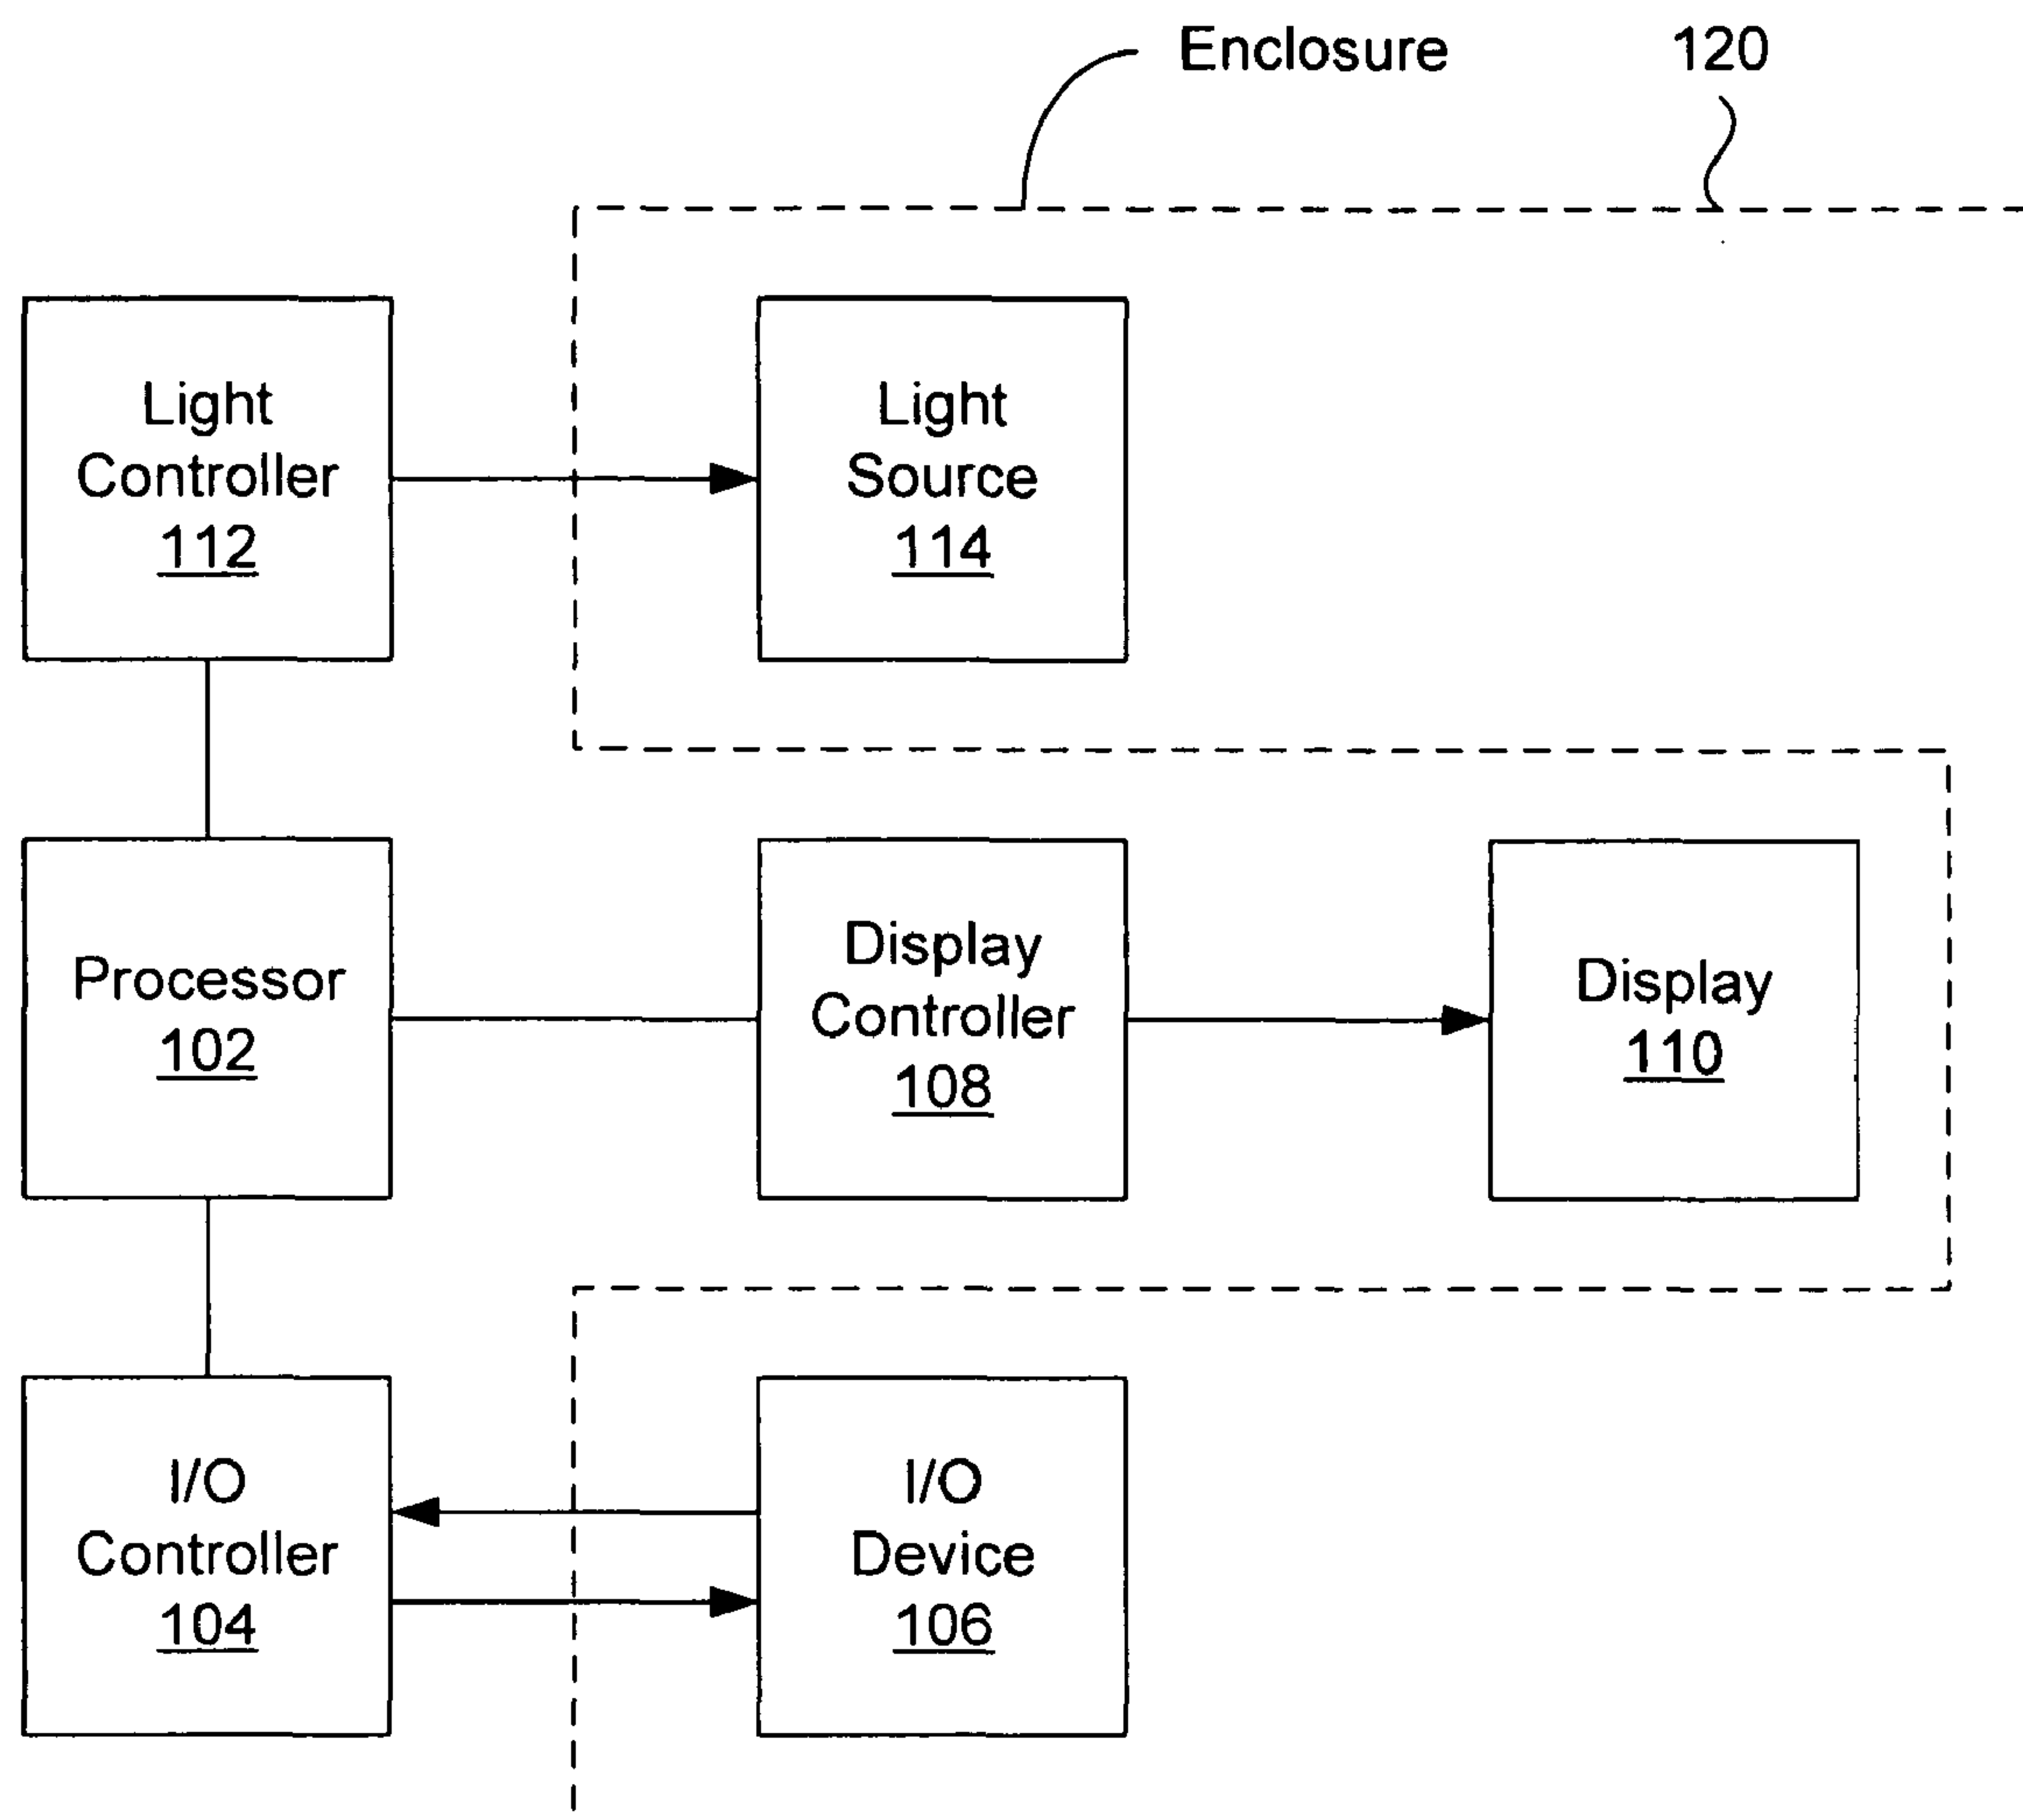 Enclosure 120
Light
Controller
112
Light
Source
114
Processor
102
Display
Controller
108
Display
110
I/O
Controller
104
I/O
Device
106